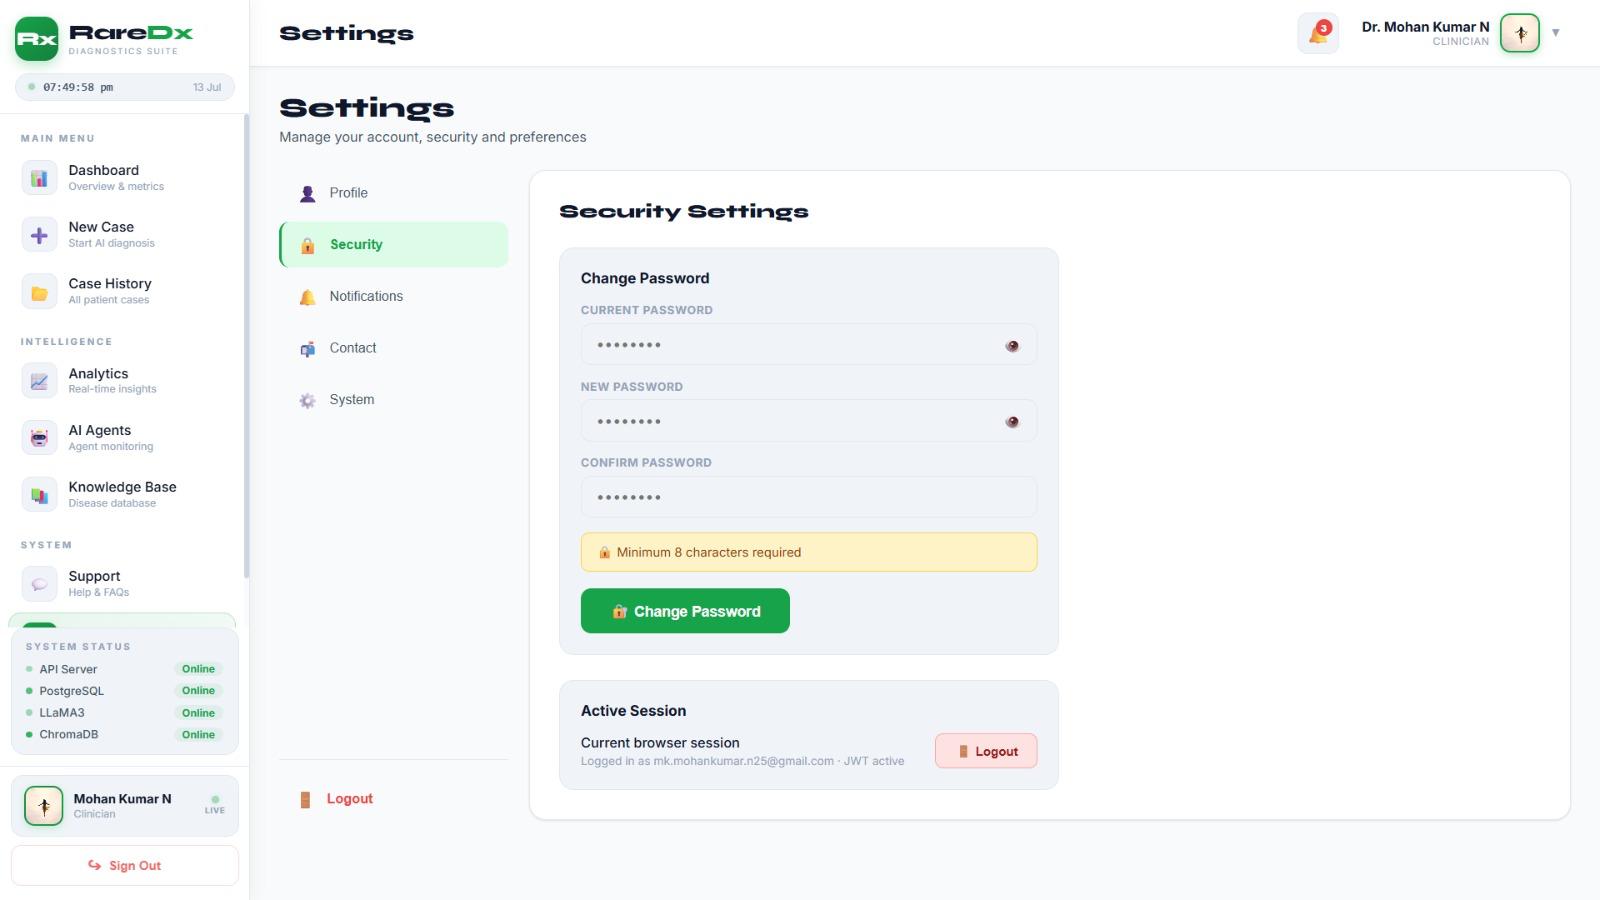 Rx
RareDx
DIAGNOSTICS SUITE
07:49:58 pm
13 Jul
MAIN MENU
Dashboard
Overview & metrics
New Case
Start AI diagnosis
Case History
All patient cases
INTELLIGENCE
Analytics
Real-time insights
AI Agents
Agent monitoring
Knowledge Base
Disease database
SYSTEM
Support
Help & FAQs
SYSTEM STATUS
API Server Online
PostgreSQL Online
LLaMA3 Online
ChromaDB Online
Mohan Kumar N
Clinician
LIVE
Sign Out
Settings
3
Dr. Mohan Kumar N
CLINICIAN
Settings
Manage your account, security and preferences
Profile
Security
Notifications
Contact
System
Logout
Security Settings
Change Password
CURRENT PASSWORD
••••••••
NEW PASSWORD
••••••••
CONFIRM PASSWORD
••••••••
Minimum 8 characters required
Change Password
Active Session
Current browser session
Logged in as mk.mohankumar.n25@gmail.com · JWT active
Logout